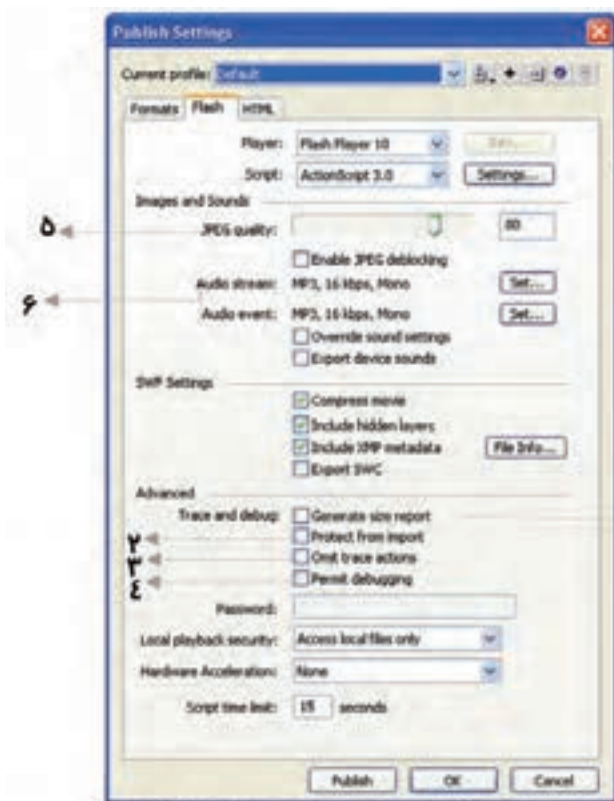 Publish Settings
Current profile: Default
Formats Flash HTML
Player: Flash Player 10
Script: ActionScript 3.0 Settings...
Images and Sounds
۵ JPEG quality: 80
Enable JPEG deblocking
Audio stream: MP3, 16 kbps, Mono Set...
۶
Audio event: MP3, 16 kbps, Mono Set...
Override sound settings
Export device sounds
SWF Settings
Compress movie
Include hidden layers
Include XMP metadata File Info...
Export SWC
Advanced
Trace and debug: Generate size report
۲ Protect from import
۳ Omit trace actions
٤ Permit debugging
Password:
Local playback security: Access local files only
Hardware Acceleration: None
Script time limit: 15 seconds
Publish OK Cancel